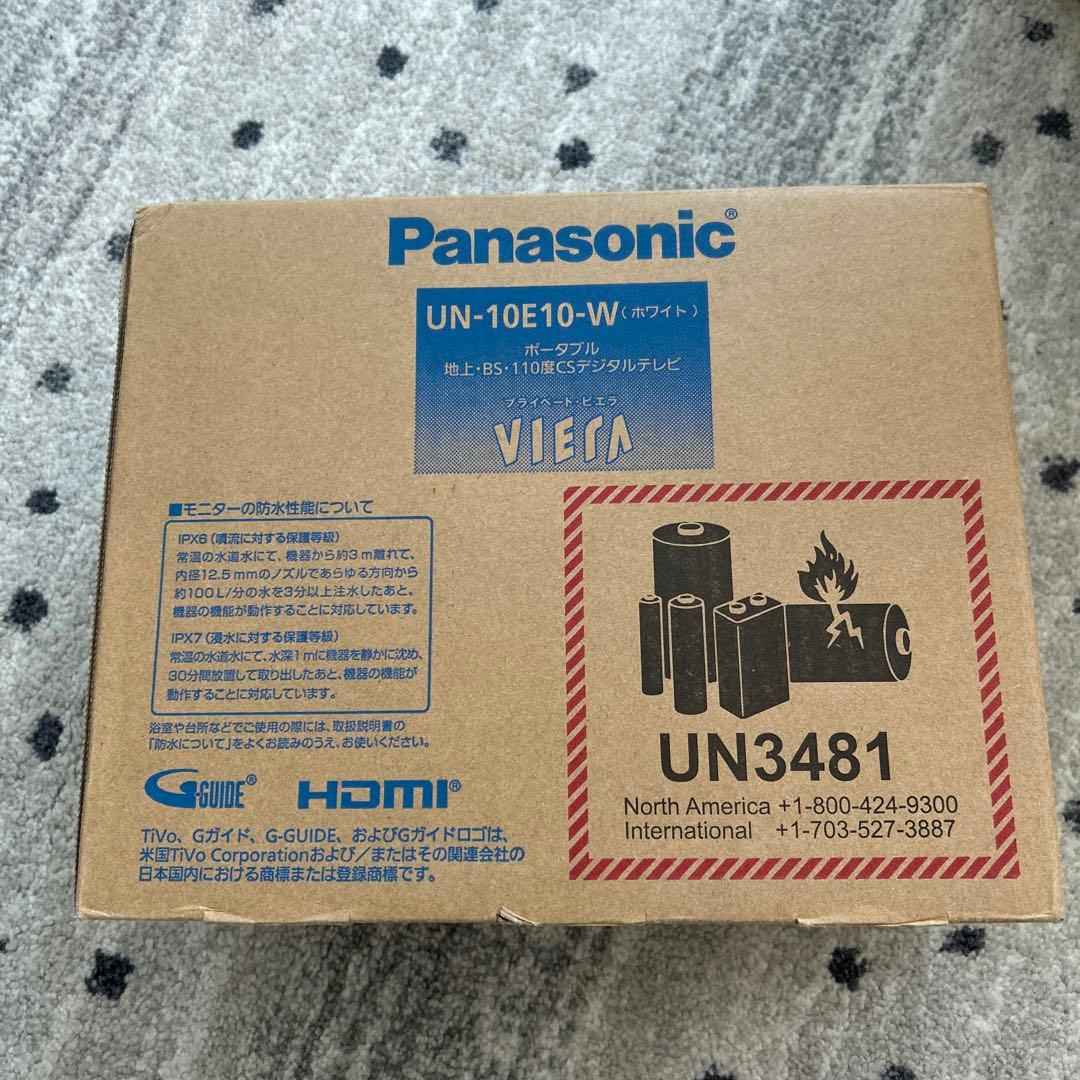 Panasonic®
UN-10E10-W（ホワイト）
ポータブル
地上・BS・110度CSデジタルテレビ
プライベート・ビエラ
VIERA
■モニターの防水性能について
IPX6（噴流に対する保護等級）
常温の水道水にて、機器から約3m離れて、
内径12.5mmのノズルであらゆる方向から
約100L/分の水を3分以上注水したあと、
機器の機能が動作することに対応しています。
IPX7（浸水に対する保護等級）
常温の水道水にて、水深1mに機器を静かに沈め、
30分間放置して取り出したあと、機器の機能が
動作することに対応しています。
浴室や台所などでご使用の際には、取扱説明書の
「防水について」をよくお読みのうえ、お使いください。
G-GUIDE® HDMI®
TiVo、Gガイド、G-GUIDE、およびGガイドロゴは、
米国TiVo Corporationおよび／またはその関連会社の
日本国内における商標または登録商標です。
UN3481
North America +1-800-424-9300
International +1-703-527-3887